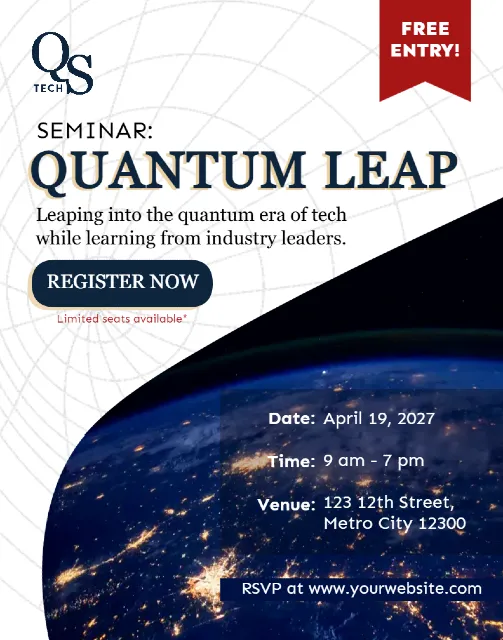 FREE
ENTRY!
QS
TECH
SEMINAR:
QUANTUM LEAP
Leaping into the quantum era of tech
while learning from industry leaders.
REGISTER NOW
Limited seats available*
Date: April 19, 2027
Time: 9 am - 7 pm
Venue: 123 12th Street,
Metro City 12300
RSVP at www.yourwebsite.com